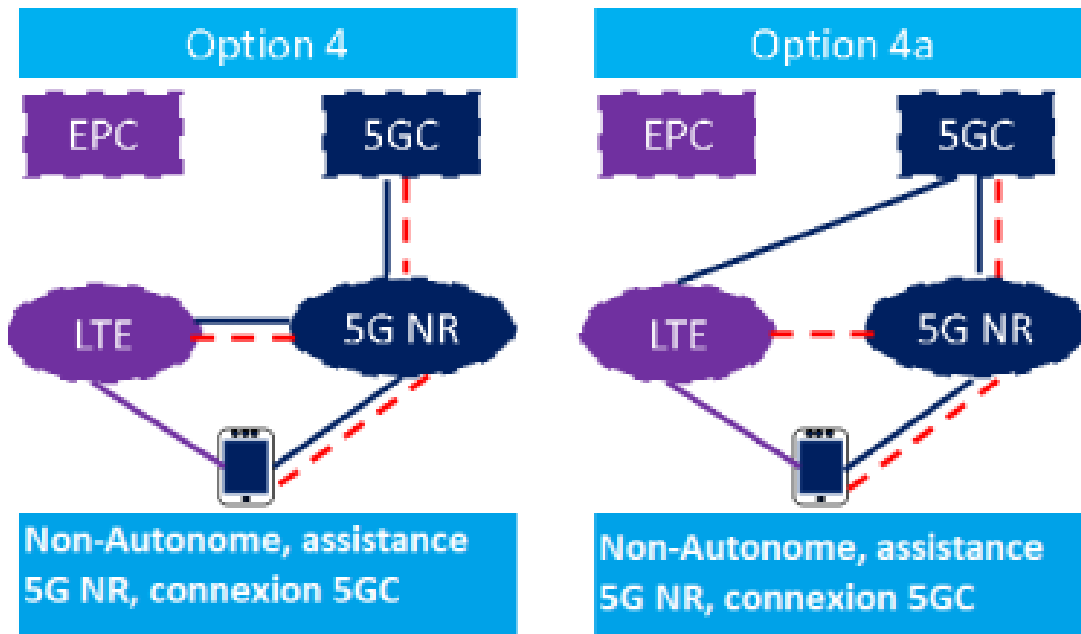 Option 4
EPC
5GC
LTE
5G NR
Non-Autonome, assistance
5G NR, connexion 5GC
Option 4a
EPC
5GC
LTE
5G NR
Non-Autonome, assistance
5G NR, connexion 5GC